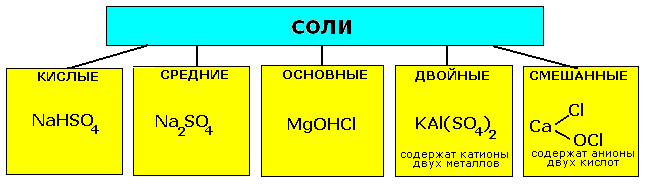 СОЛИ
КИСЛЫЕ
NaHSO4
СРЕДНИЕ
Na2SO4
ОСНОВНЫЕ
MgOHCl
ДВОЙНЫЕ
KAl(SO4)2
содержат катионы
двух металлов
СМЕШАННЫЕ
Cl
Ca
OCl
содержат анионы
двух кислот